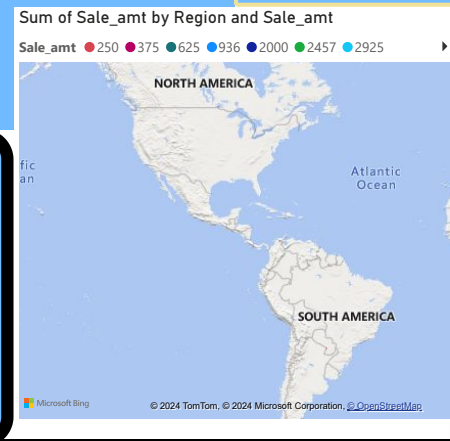 Sum of Sale_amt by Region and Sale_amt
Sale_amt 250 375 625 936 2000 2457 2925
NORTH AMERICA
fic
an
Atlantic
Ocean
SOUTH AMERICA
Microsoft Bing
© 2024 TomTom, © 2024 Microsoft Corporation, © OpenStreetMap